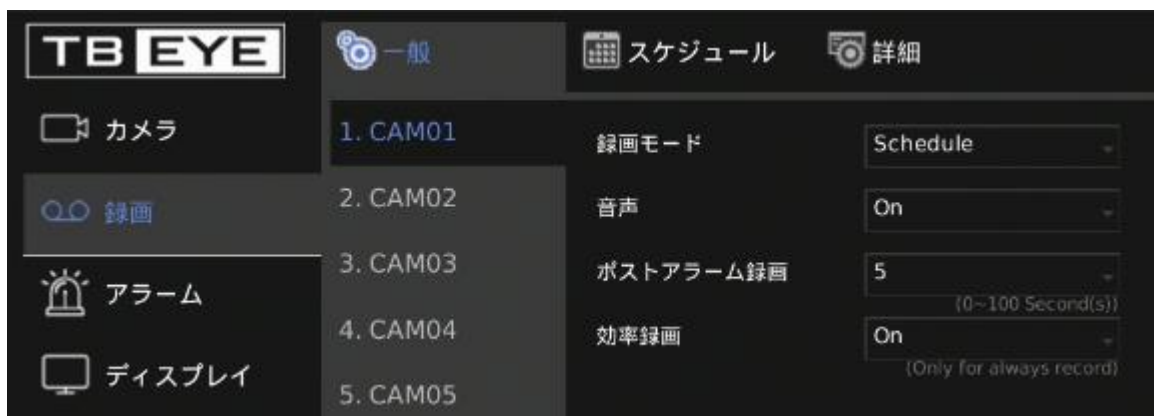 TB EYE
一般
スケジュール
詳細
カメラ
録画
アラーム
ディスプレイ
1. CAM01
2. CAM02
3. CAM03
4. CAM04
5. CAM05
録画モード Schedule
音声 On
ポストアラーム録画 5
(0~100 Second(s))
効率録画 On
(Only for always record)